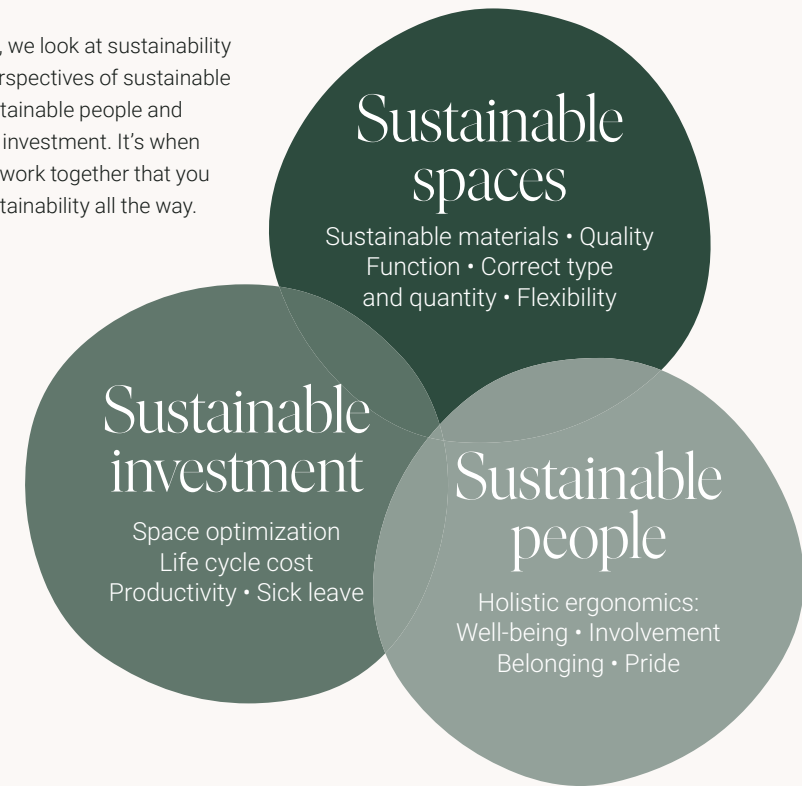 , we look at sustainability
rspectives of sustainable
tainable people and
investment. It’s when
work together that you
tainability all the way.
Sustainable
spaces
Sustainable materials • Quality
Function • Correct type
and quantity • Flexibility
Sustainable
investment
Space optimization
Life cycle cost
Productivity • Sick leave
Sustainable
people
Holistic ergonomics:
Well-being • Involvement
Belonging • Pride